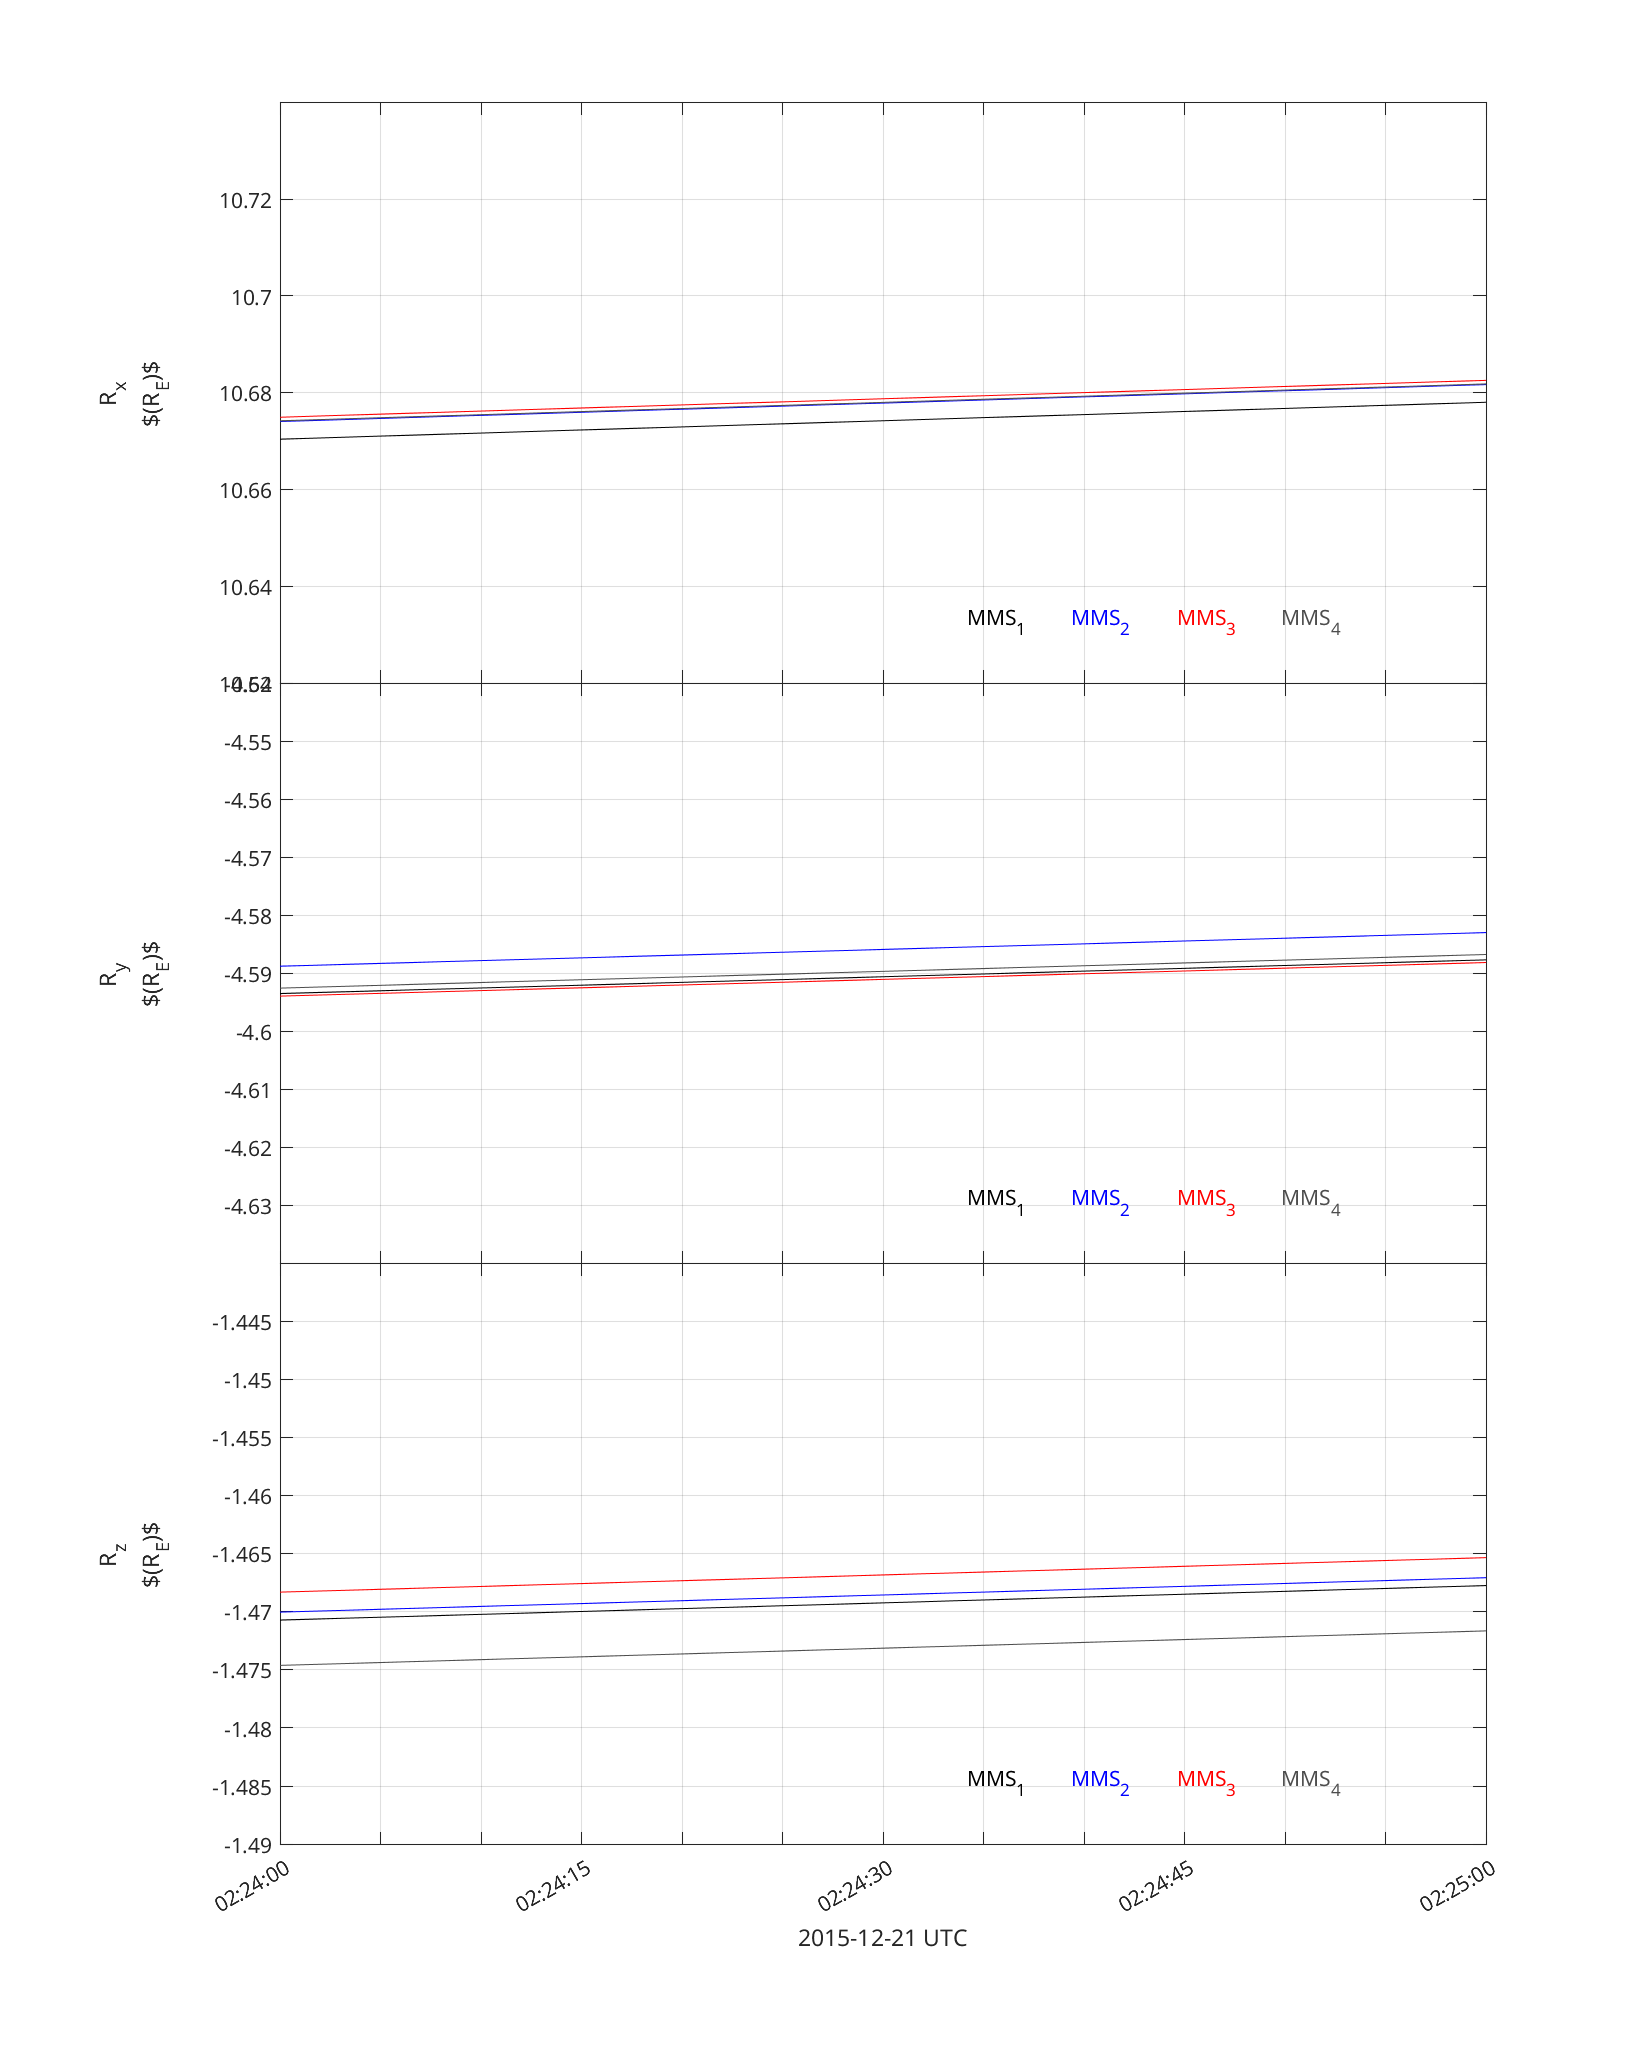 10.72
10.7
10.68
10.66
10.64
R_x
$(R_E)$
MMS_1 MMS_2 MMS_3 MMS_4
-4.55
-4.56
-4.57
-4.58
-4.59
-4.6
-4.61
-4.62
-4.63
R_y
$(R_E)$
MMS_1 MMS_2 MMS_3 MMS_4
-1.445
-1.45
-1.455
-1.46
-1.465
-1.47
-1.475
-1.48
-1.485
-1.49
R_z
$(R_E)$
MMS_1 MMS_2 MMS_3 MMS_4
02:24:00 02:24:15 02:24:30 02:24:45 02:25:00
2015-12-21 UTC